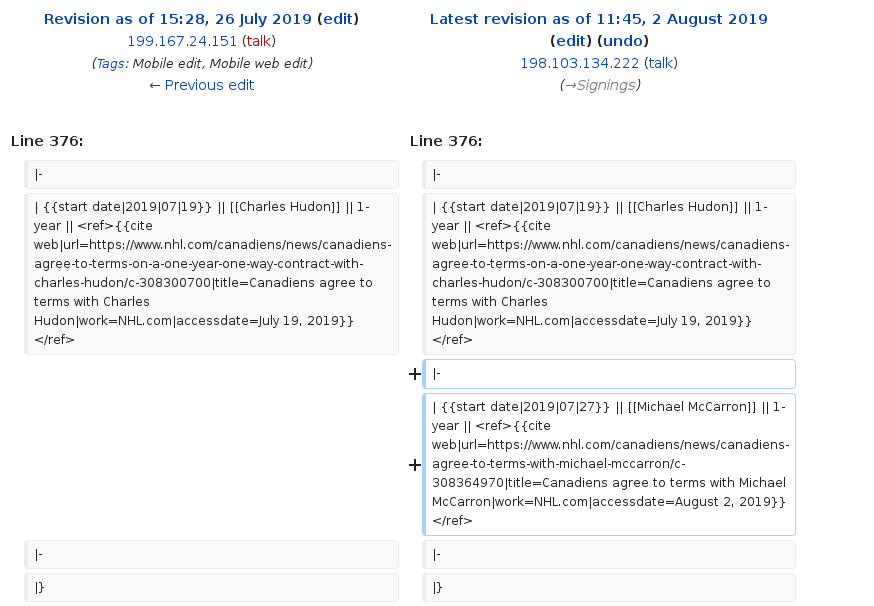 Revision as of 15:28, 26 July 2019 (edit)
199.167.24.151 (talk)
(Tags: Mobile edit, Mobile web edit)
← Previous edit
Latest revision as of 11:45, 2 August 2019
(edit) (undo)
198.103.134.222 (talk)
(→Signings)
Line 376:
Line 376:
|-
|-
| {{start date|2019|07|19}} || [[Charles Hudon]] || 1-
year || <ref>{{cite
web|url=https://www.nhl.com/canadiens/news/canadiens-
agree-to-terms-on-a-one-year-one-way-contract-with-
charles-hudon/c-308300700|title=Canadiens agree to
terms with Charles
Hudon|work=NHL.com|accessdate=July 19, 2019}}
</ref>
| {{start date|2019|07|19}} || [[Charles Hudon]] || 1-
year || <ref>{{cite
web|url=https://www.nhl.com/canadiens/news/canadiens-
agree-to-terms-on-a-one-year-one-way-contract-with-
charles-hudon/c-308300700|title=Canadiens agree to
terms with Charles
Hudon|work=NHL.com|accessdate=July 19, 2019}}
</ref>
+ |-
| {{start date|2019|07|27}} || [[Michael McCarron]] || 1-
year || <ref>{{cite
web|url=https://www.nhl.com/canadiens/news/canadiens-
+ agree-to-terms-with-michael-mccarron/c-
308364970|title=Canadiens agree to terms with Michael
McCarron|work=NHL.com|accessdate=August 2, 2019}}
</ref>
|-
|-
|}
|}